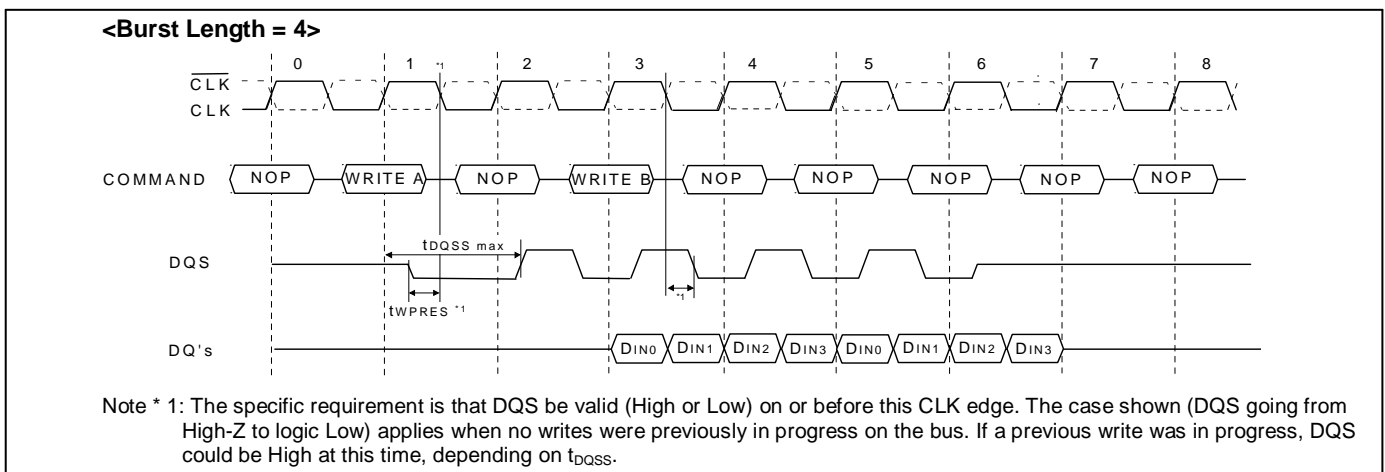 <Burst Length = 4>
0 1 *1 2 3 4 5 6 7 8
CLK
CLK
COMMAND NOP WRITE A NOP WRITE B NOP NOP NOP NOP NOP
tDQSS max
DQS
*1
tWPRES *1
DQ's DIN0 DIN1 DIN2 DIN3 DIN0 DIN1 DIN2 DIN3
Note * 1: The specific requirement is that DQS be valid (High or Low) on or before this CLK edge. The case shown (DQS going from
High-Z to logic Low) applies when no writes were previously in progress on the bus. If a previous write was in progress, DQS
could be High at this time, depending on tDQSS.